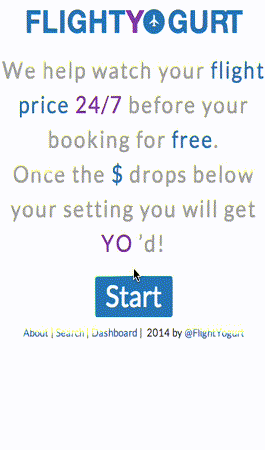 FLIGHTYOGURT
We help watch your flight
price 24/7 before your
booking for free.
Once the $ drops below
your setting you will get
YO 'd!
Start
About | Search | Dashboard | 2014 by @FlightYogurt